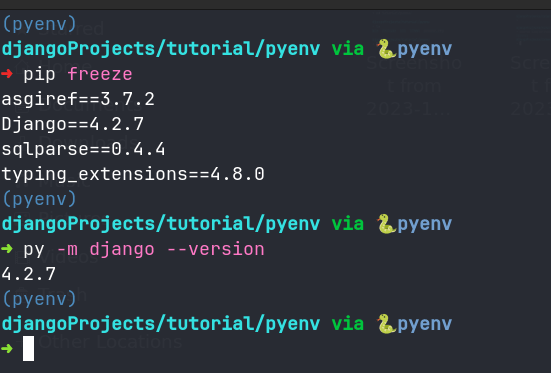 (pyenv)
djangoProjects/tutorial/pyenv via 🐍pyenv
➜ pip freeze
asgiref==3.7.2
Django==4.2.7
sqlparse==0.4.4
typing_extensions==4.8.0
(pyenv)
djangoProjects/tutorial/pyenv via 🐍pyenv
➜ py -m django --version
4.2.7
(pyenv)
djangoProjects/tutorial/pyenv via 🐍pyenv
➜
Other Locations